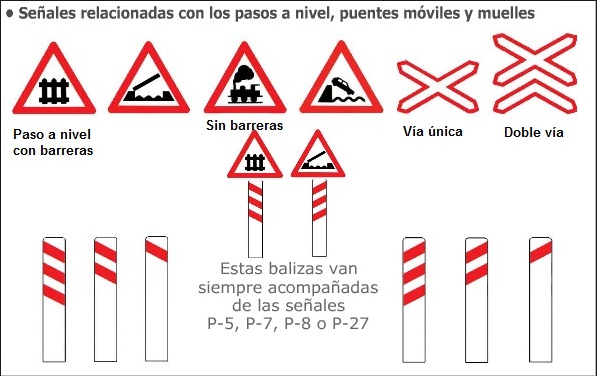 • Señales relacionadas con los pasos a nivel, puentes móviles y muelles
Paso a nivel
con barreras
Sin barreras
Vía única
Doble vía
Estas balizas van
siempre acompañadas
de las señales
P-5, P-7, P-8 o P-27